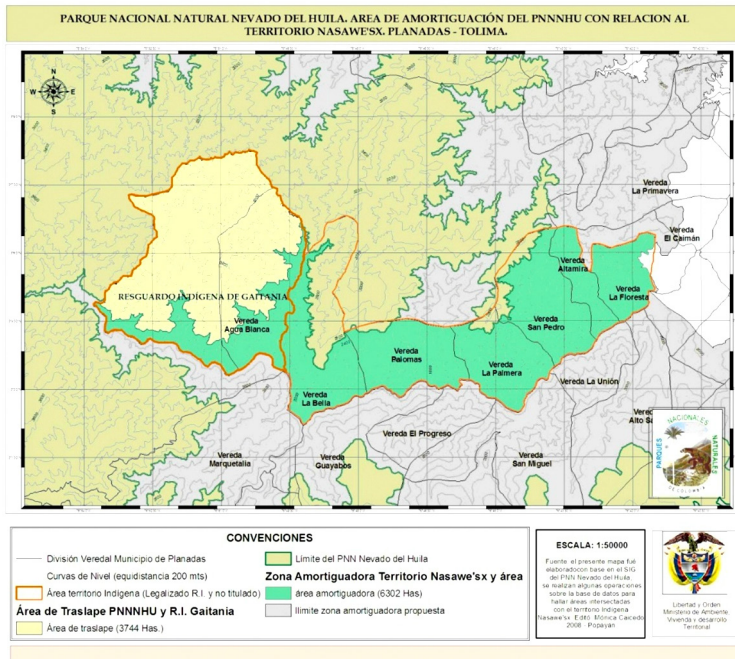 PARQUE NACIONAL NATURAL NEVADO DEL HUILA. AREA DE AMORTIGUACIÓN DEL PNNNHU CON RELACION AL
TERRITORIO NASAWE'SX. PLANADAS - TOLIMA.
N
W E
S
Vereda
La Primavera
Vereda
El Caimán
Vereda
Altamira
Vereda
La Floresta
RESGUARDO INDÍGENA DE GAITANIA
Vereda
Agua Blanca
Vereda
San Pedro
Vereda
Palomas
Vereda
La Palmera
Vereda La Unión
Vereda
La Bella
Vereda
Alto
Vereda El Progreso
Vereda
Marquetalia
Vereda
Guayabos
Vereda
San Miguel
PARQUES NACIONALES NATURALES
DE COLOMBIA
CONVENCIONES
División Veredal Municipio de Planadas
Curvas de Nivel (equidistancia 200 mts)
Área territorio Indígena (Legalizado R.I. y no titulado)
Área de Traslape PNNNHU y R.I. Gaitania
Área de traslape (3744 Has.)
Límite del PNN Nevado del Huila
Zona Amortiguadora Territorio Nasawe'sx y área
área amortiguadora (6302 Has)
llimite zona amortiguadora propuesta
ESCALA: 1:50000
Fuente: el presente mapa fué
elaboradocon base en el SIG
del PNN Nevado del Huila
se realizan algunas operaciones
sobre la base de datos para
hallar áreas intersectadas
con el territorio Indígena
Nasawe'sx. Editó: Mónica Caicedo
2008 - Popayán
Libertad y Orden
Ministerio de Ambiente
Vivienda y desarrollo
Territorial